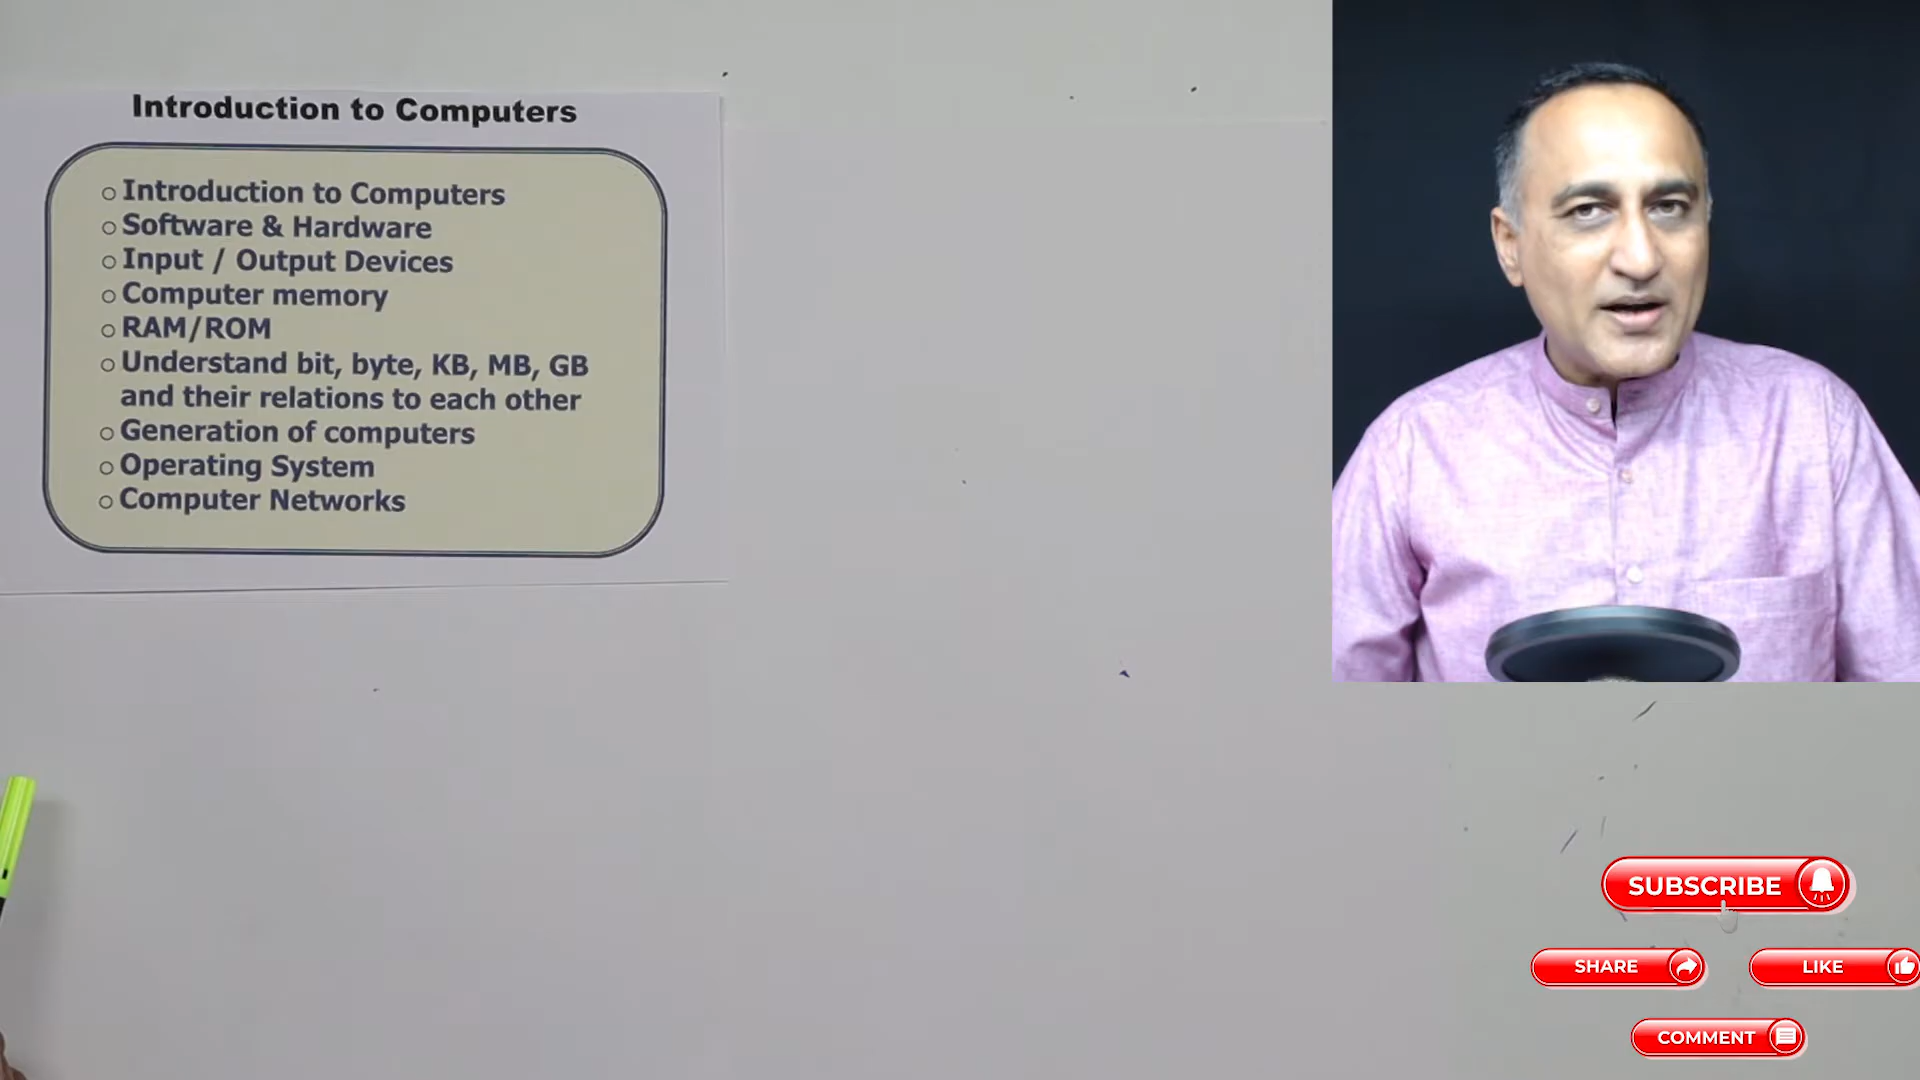 Introduction to Computers
Introduction to Computers
Software & Hardware
Input / Output Devices
Computer memory
RAM/ROM
Understand bit, byte, KB, MB, GB
and their relations to each other
Generation of computers
Operating System
Computer Networks
SUBSCRIBE
SHARE
LIKE
COMMENT